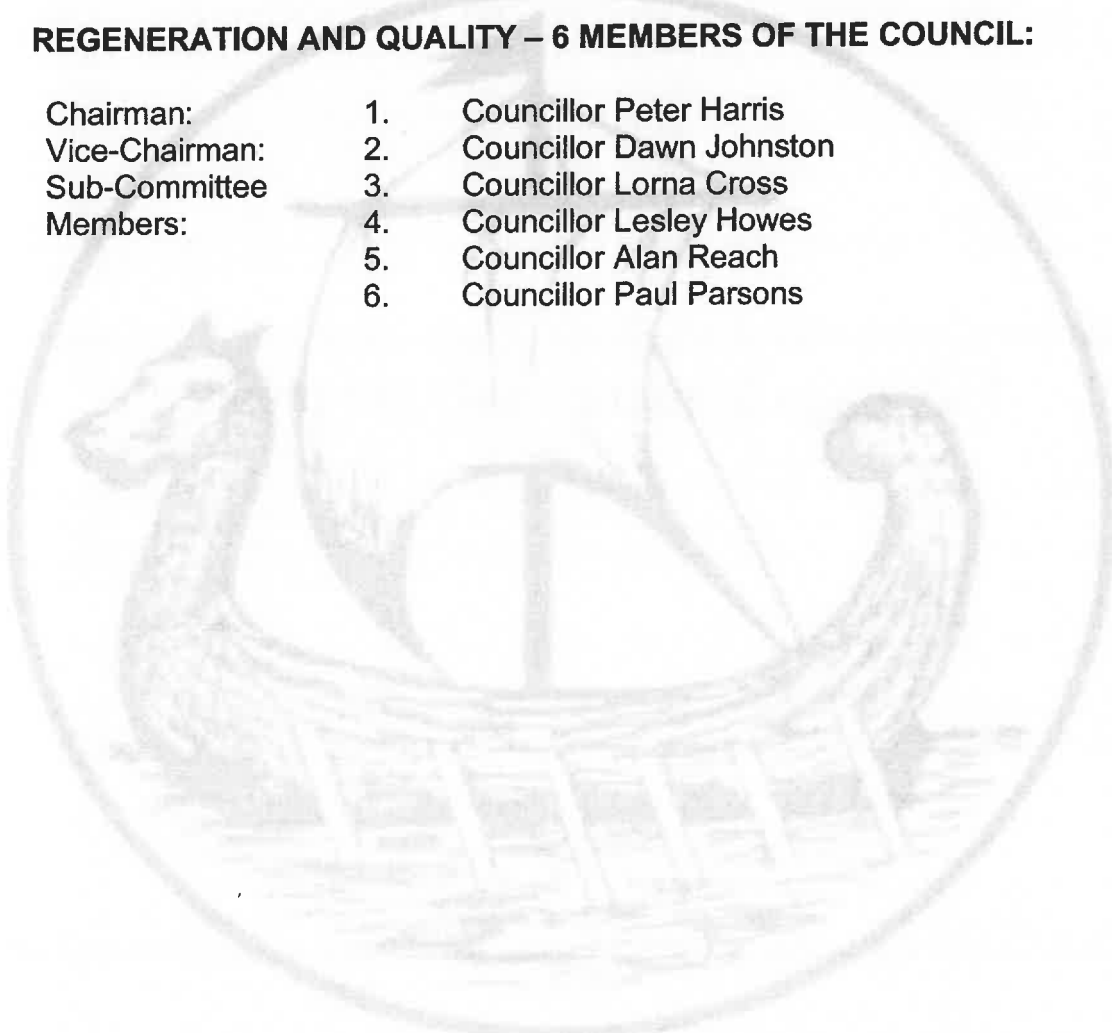 REGENERATION AND QUALITY – 6 MEMBERS OF THE COUNCIL:
Chairman: 1. Councillor Peter Harris
Vice-Chairman: 2. Councillor Dawn Johnston
Sub-Committee 3. Councillor Lorna Cross
Members: 4. Councillor Lesley Howes
5. Councillor Alan Reach
6. Councillor Paul Parsons